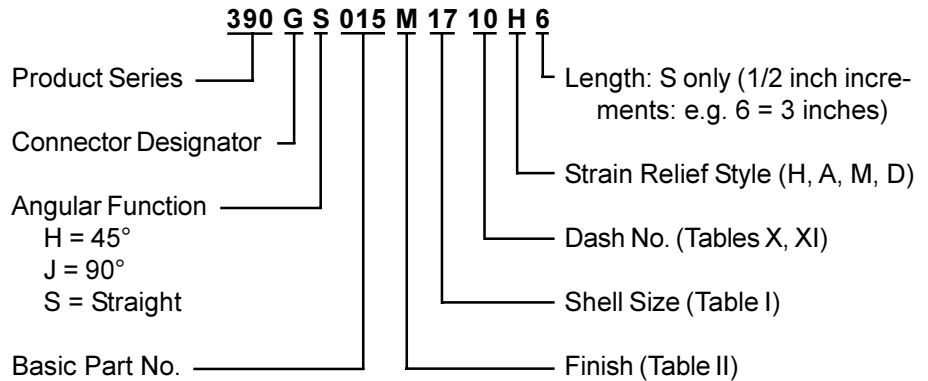 390 G S 015 M 17 10 H 6
Product Series
Connector Designator
Angular Function
H = 45°
J = 90°
S = Straight
Basic Part No.
Length: S only (1/2 inch incre-
ments: e.g. 6 = 3 inches)
Strain Relief Style (H, A, M, D)
Dash No. (Tables X, XI)
Shell Size (Table I)
Finish (Table II)